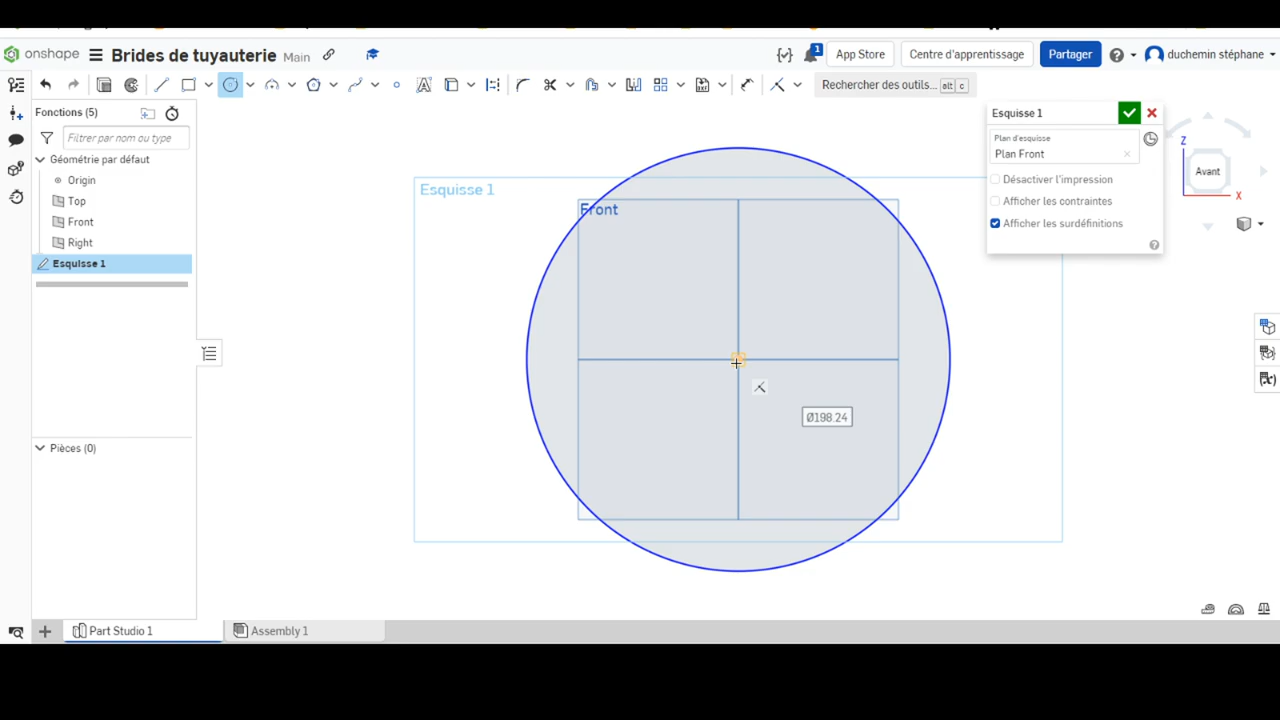 onshape Brides de tuyauterie Main 1 App Store Centre d'apprentissage Partager duchemin stéphane
Rechercher des outils... alt c
Fonctions (5)
Filtrer par nom ou type
Géométrie par défaut
Origin
Top
Front
Right
Esquisse 1
Pièces (0)
Esquisse 1
Front
Ø198.24
Esquisse 1
Plan d'esquisse
Plan Front
Désactiver l'impression
Afficher les contraintes
Afficher les surdéfinitions
Z
Avant
X
Part Studio 1
Assembly 1